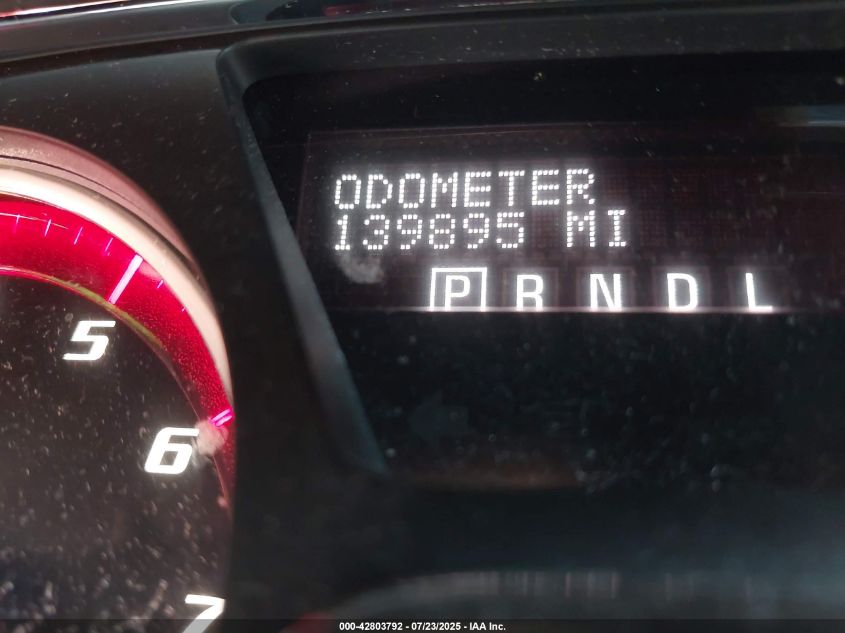 ODOMETER
139895 MI
P R N D L
5
6
7
000-42803792 - 07/23/2025 - IAA Inc.